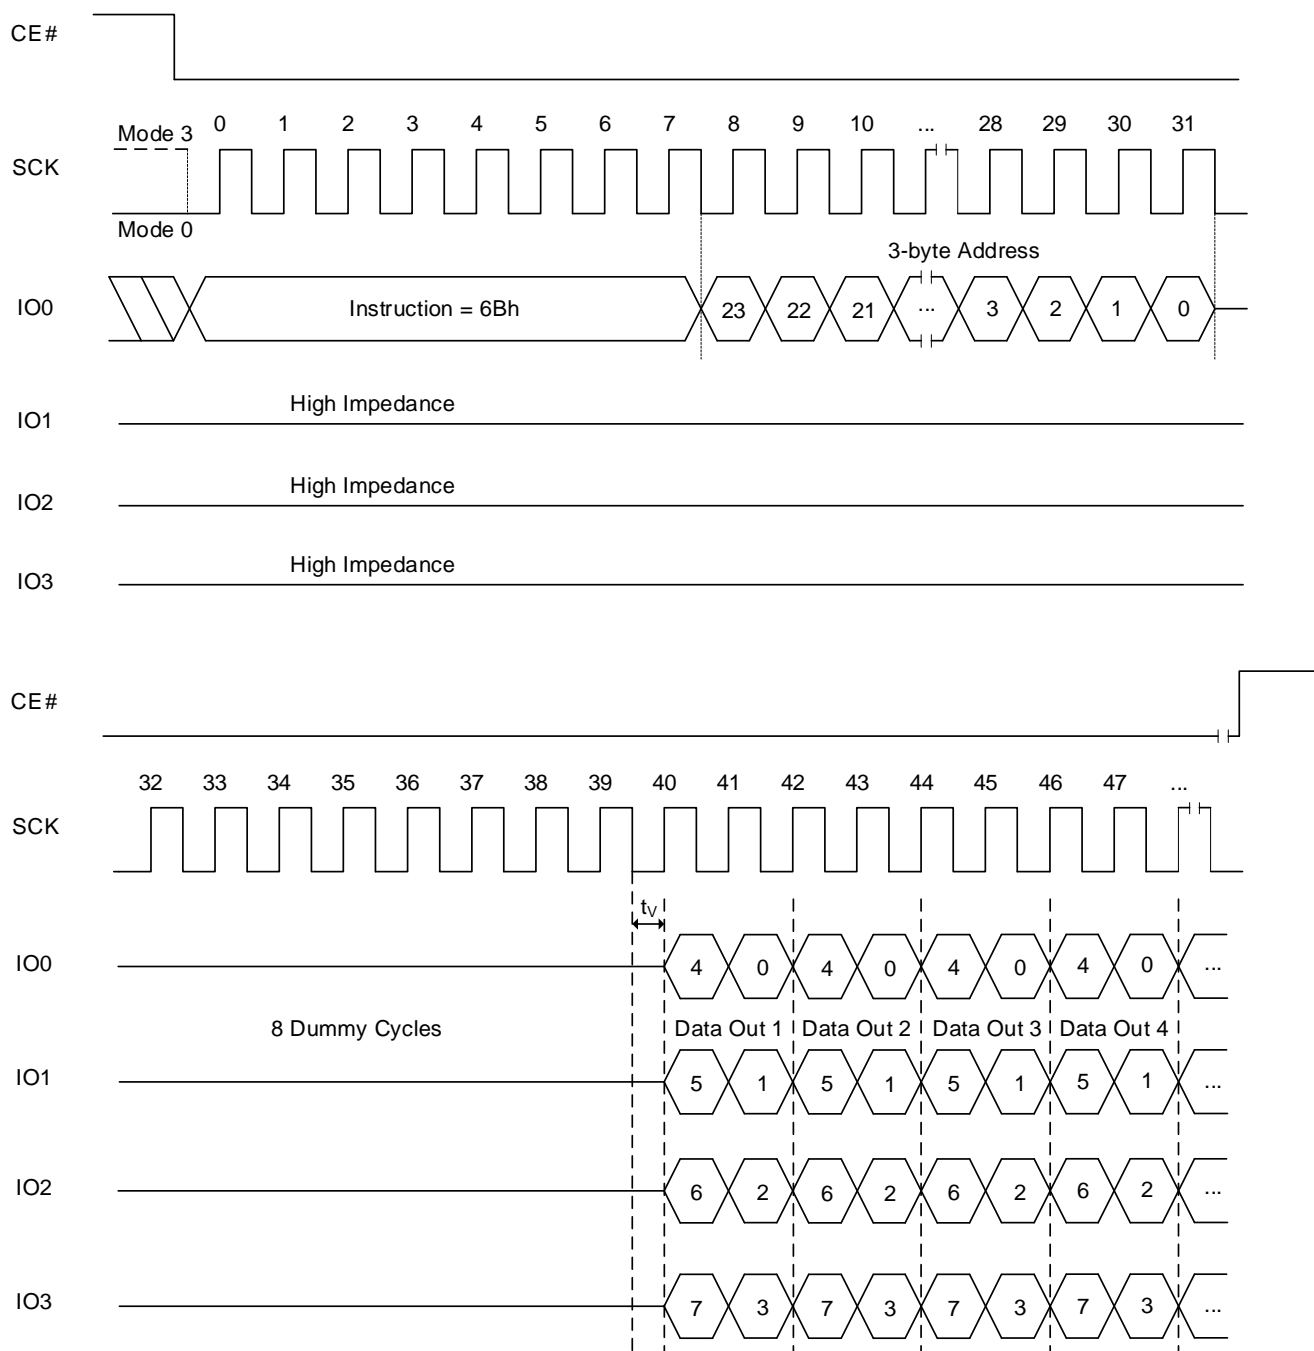 CE#
Mode 3
0 1 2 3 4 5 6 7 8 9 10 ... 28 29 30 31
SCK
Mode 0
3-byte Address
IO0 Instruction = 6Bh 23 22 21 ... 3 2 1 0
High Impedance
IO1
High Impedance
IO2
High Impedance
IO3
CE#
32 33 34 35 36 37 38 39 40 41 42 43 44 45 46 47 ...
SCK
tV
IO0 4 0 4 0 4 0 4 0 ...
8 Dummy Cycles Data Out 1 Data Out 2 Data Out 3 Data Out 4
IO1 5 1 5 1 5 1 5 1 ...
IO2 6 2 6 2 6 2 6 2 ...
IO3 7 3 7 3 7 3 7 3 ...